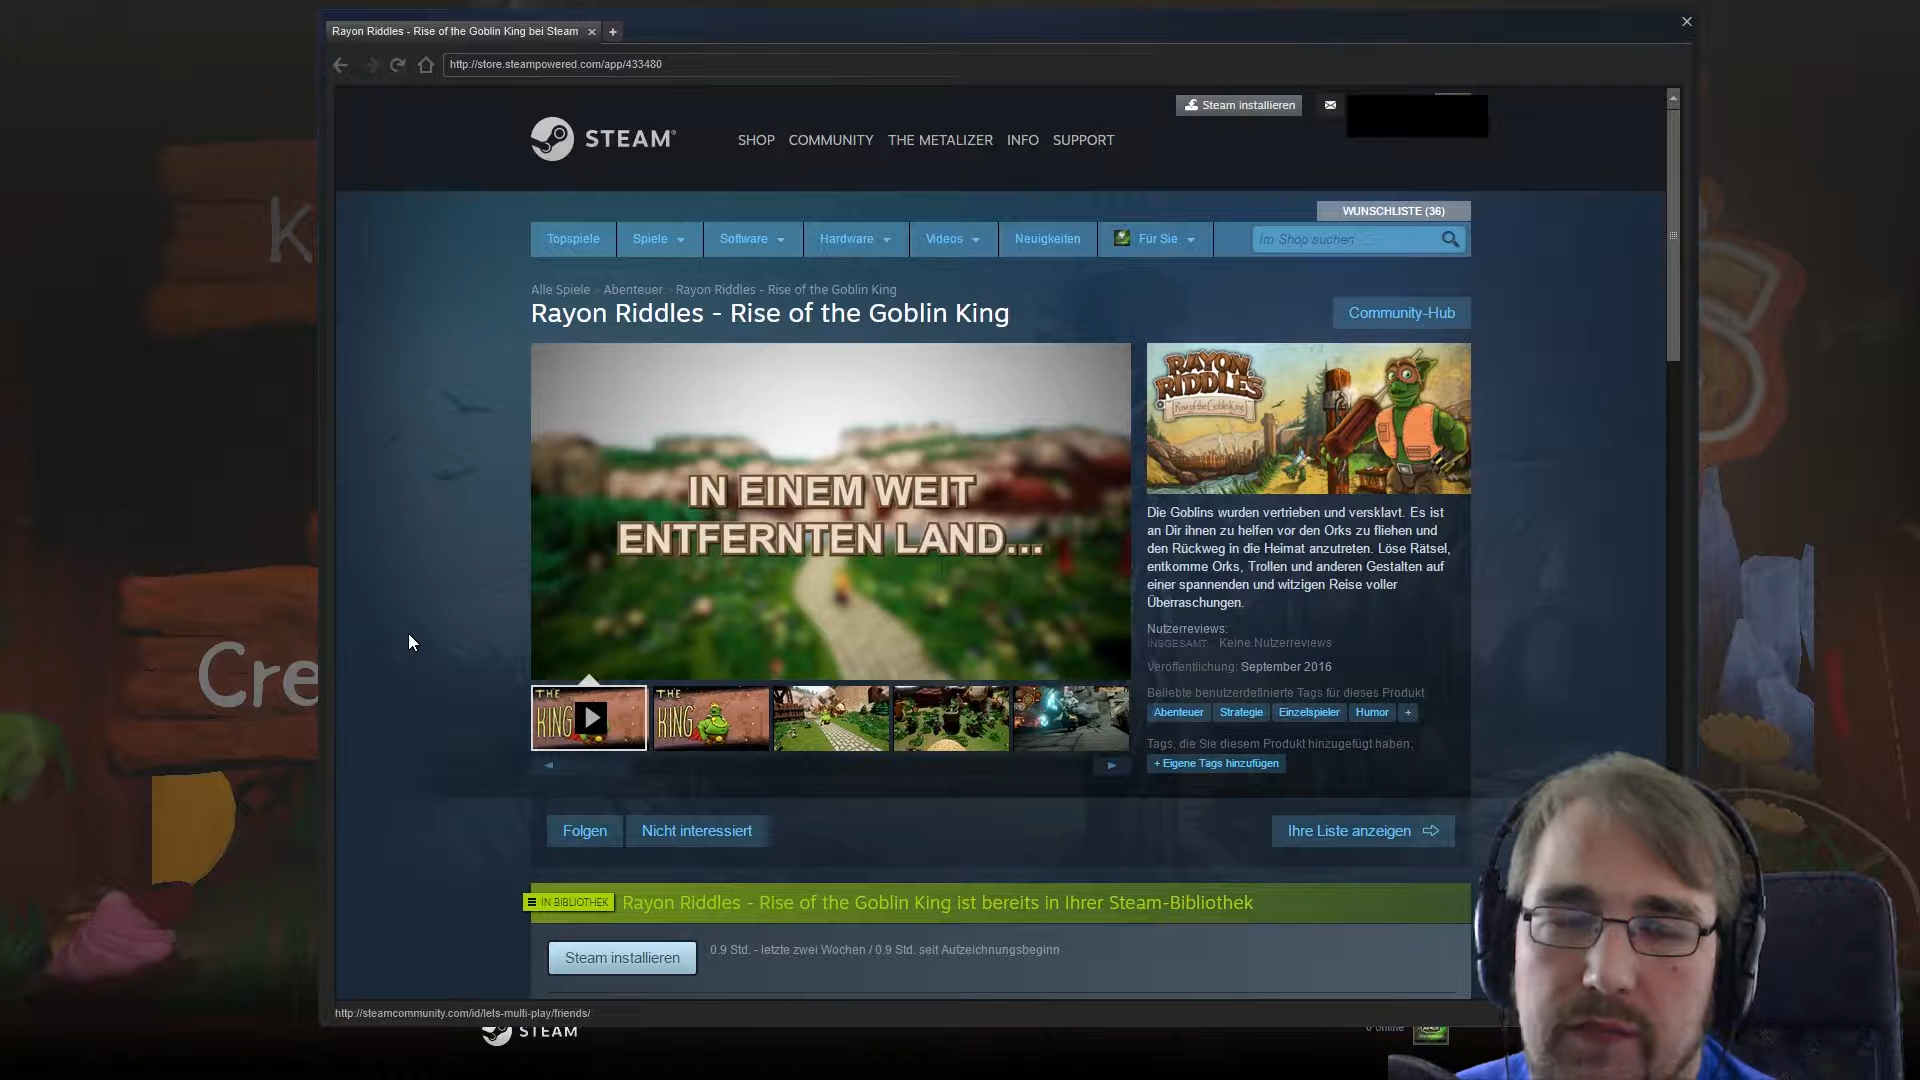 Rayon Riddles - Rise of the Goblin King bei Steam
http://store.steampowered.com/app/433480
Steam installieren
STEAM
SHOP COMMUNITY THE METALIZER INFO SUPPORT
WUNSCHLISTE (36)
Topspiele Spiele Software Hardware Videos Neuigkeiten Für Sie Im Shop suchen
Alle Spiele > Abenteuer > Rayon Riddles - Rise of the Goblin King
Rayon Riddles - Rise of the Goblin King
Community-Hub
IN EINEM WEIT
ENTFERNTEN LAND...
RAYON
RIDDLES
Rise of the Goblin King
Die Goblins wurden vertrieben und versklavt. Es ist
an Dir ihnen zu helfen vor den Orks zu fliehen und
den Rückweg in die Heimat anzutreten. Löse Rätsel,
entkomme Orks, Trollen und anderen Gestalten auf
einer spannenden und witzigen Reise voller
Überraschungen.
Nutzerreviews:
INSGESAMT: Keine Nutzerreviews
Veröffentlichung: September 2016
Beliebte benutzerdefinierte Tags für dieses Produkt
Abenteuer Strategie Einzelspieler Humor +
Tags, die Sie diesem Produkt hinzugefügt haben:
+ Eigene Tags hinzufügen
THE
KING
THE
KING
Folgen Nicht interessiert Ihre Liste anzeigen
IN BIBLIOTHEK Rayon Riddles - Rise of the Goblin King ist bereits in Ihrer Steam-Bibliothek
Steam installieren 0.9 Std. - letzte zwei Wochen / 0.9 Std. seit Aufzeichnungsbeginn
http://steamcommunity.com/id/lets-multi-play/friends/
STEAM
0 online
K
Cre